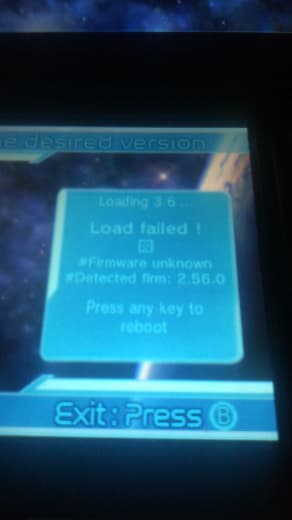 e desired version
Loading 3.6 ...
Load failed !
#Firmware unknown
#Detected firm: 2.56.0
Press any key to
reboot
Exit : Press B